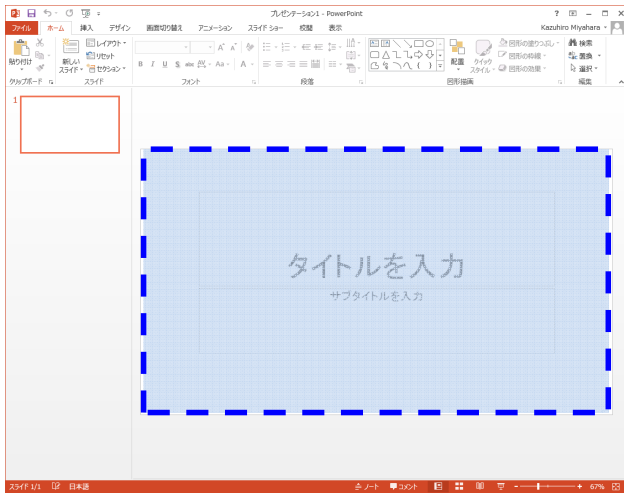 プレゼンテーション1 - PowerPoint
ファイル ホーム 挿入 デザイン 画面切り替え アニメーション スライド ショー 校閲 表示 Kazuhiro Miyahara
貼り付け
新しい
スライド
レイアウト
リセット
セクション
B I U S abc AV Aa A
配置
クイック
スタイル
図形の塗りつぶし
図形の枠線
図形の効果
検索
置換
選択
クリップボード スライド フォント 段落 図形描画 編集
1
タイトルを入力
サブタイトルを入力
スライド 1/1 日本語 ノート コメント 67%